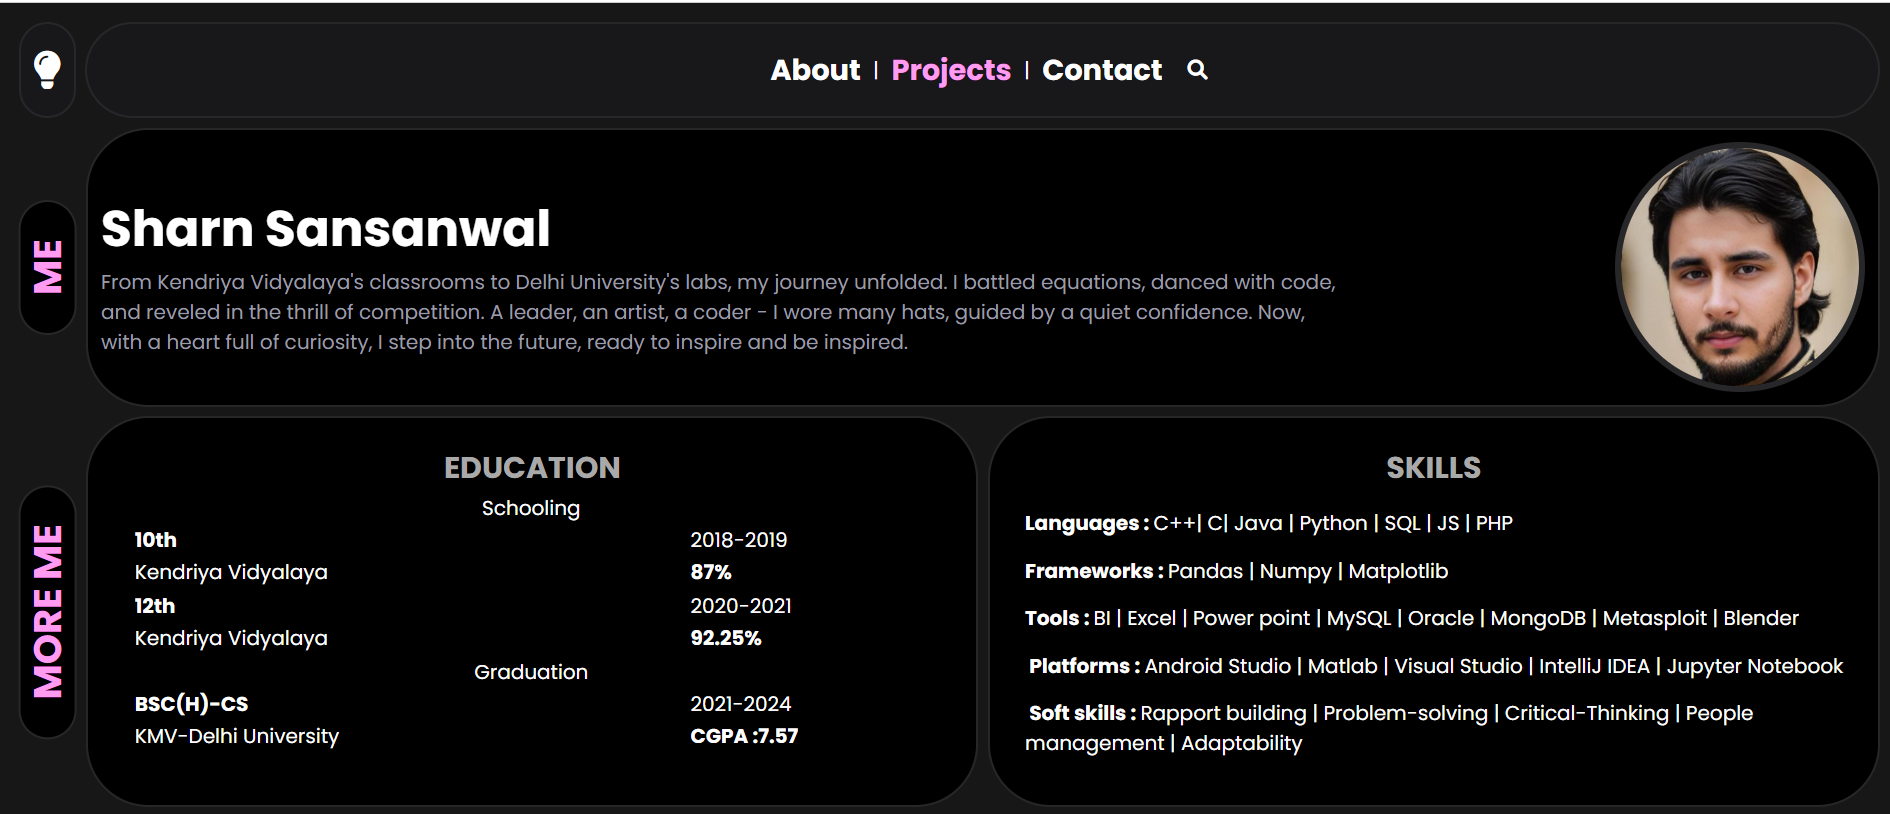 About | Projects | Contact
ME
Sharn Sansanwal
From Kendriya Vidyalaya's classrooms to Delhi University's labs, my journey unfolded. I battled equations, danced with code,
and reveled in the thrill of competition. A leader, an artist, a coder - I wore many hats, guided by a quiet confidence. Now,
with a heart full of curiosity, I step into the future, ready to inspire and be inspired.
MORE ME
EDUCATION
Schooling
10th 2018-2019
Kendriya Vidyalaya 87%
12th 2020-2021
Kendriya Vidyalaya 92.25%
Graduation
BSC(H)-CS 2021-2024
KMV-Delhi University CGPA :7.57
SKILLS
Languages : C++| C| Java | Python | SQL | JS | PHP
Frameworks : Pandas | Numpy | Matplotlib
Tools : BI | Excel | Power point | MySQL | Oracle | MongoDB | Metasploit | Blender
Platforms : Android Studio | Matlab | Visual Studio | IntelliJ IDEA | Jupyter Notebook
Soft skills : Rapport building | Problem-solving | Critical-Thinking | People
management | Adaptability